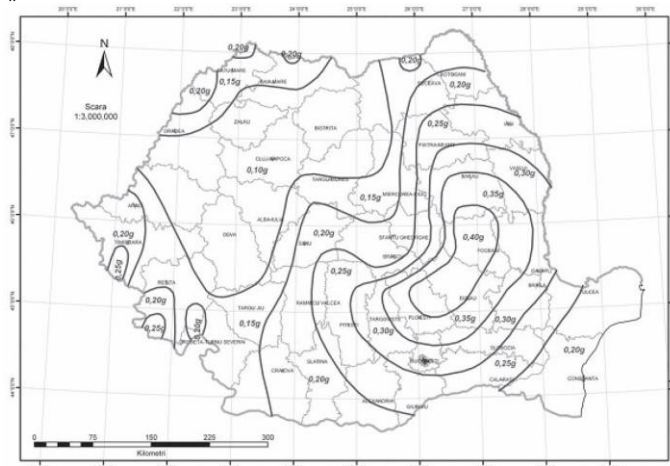 N
Scara
1:3,000,000
0,20g
0,20g
0,20g
SATU MARE
0,15g
BAIA MARE
0,20g
SUCEAVA
BOTOSANI
0,20g
ORADEA
ZALAU
BISTRITA
0,25g
IASI
PIATRA-NEAMT
CLUJ-NAPOCA
0,10g
TARGU MURES
0,15g
MIERCUREA-CIUC
BACAU
VASLUI
0,30g
0,35g
ARAD
ALBA-IULIA
0,20g
TIMISOARA
DEVA
0,20g
SIBIU
SFANTU GHEORGHE
BRASOV
0,40g
FOCSANI
0,25g
0,25g
GALATI
BRAILA
TULCEA
RESITA
0,20g
RAMNICU VALCEA
BUZAU
0,25g
0,20g
TARGU JIU
0,15g
PITESTI
TARGOVISTE
0,30g
PLOIESTI
0,35g
0,30g
DROBETA-TURNU SEVERIN
SLOBOZIA
0,20g
SLATINA
CRAIOVA
0,20g
0,25g
CALARASI
CONSTANTA
ALEXANDRIA
GIURGIU
0 75 150 225 300
Kilometri